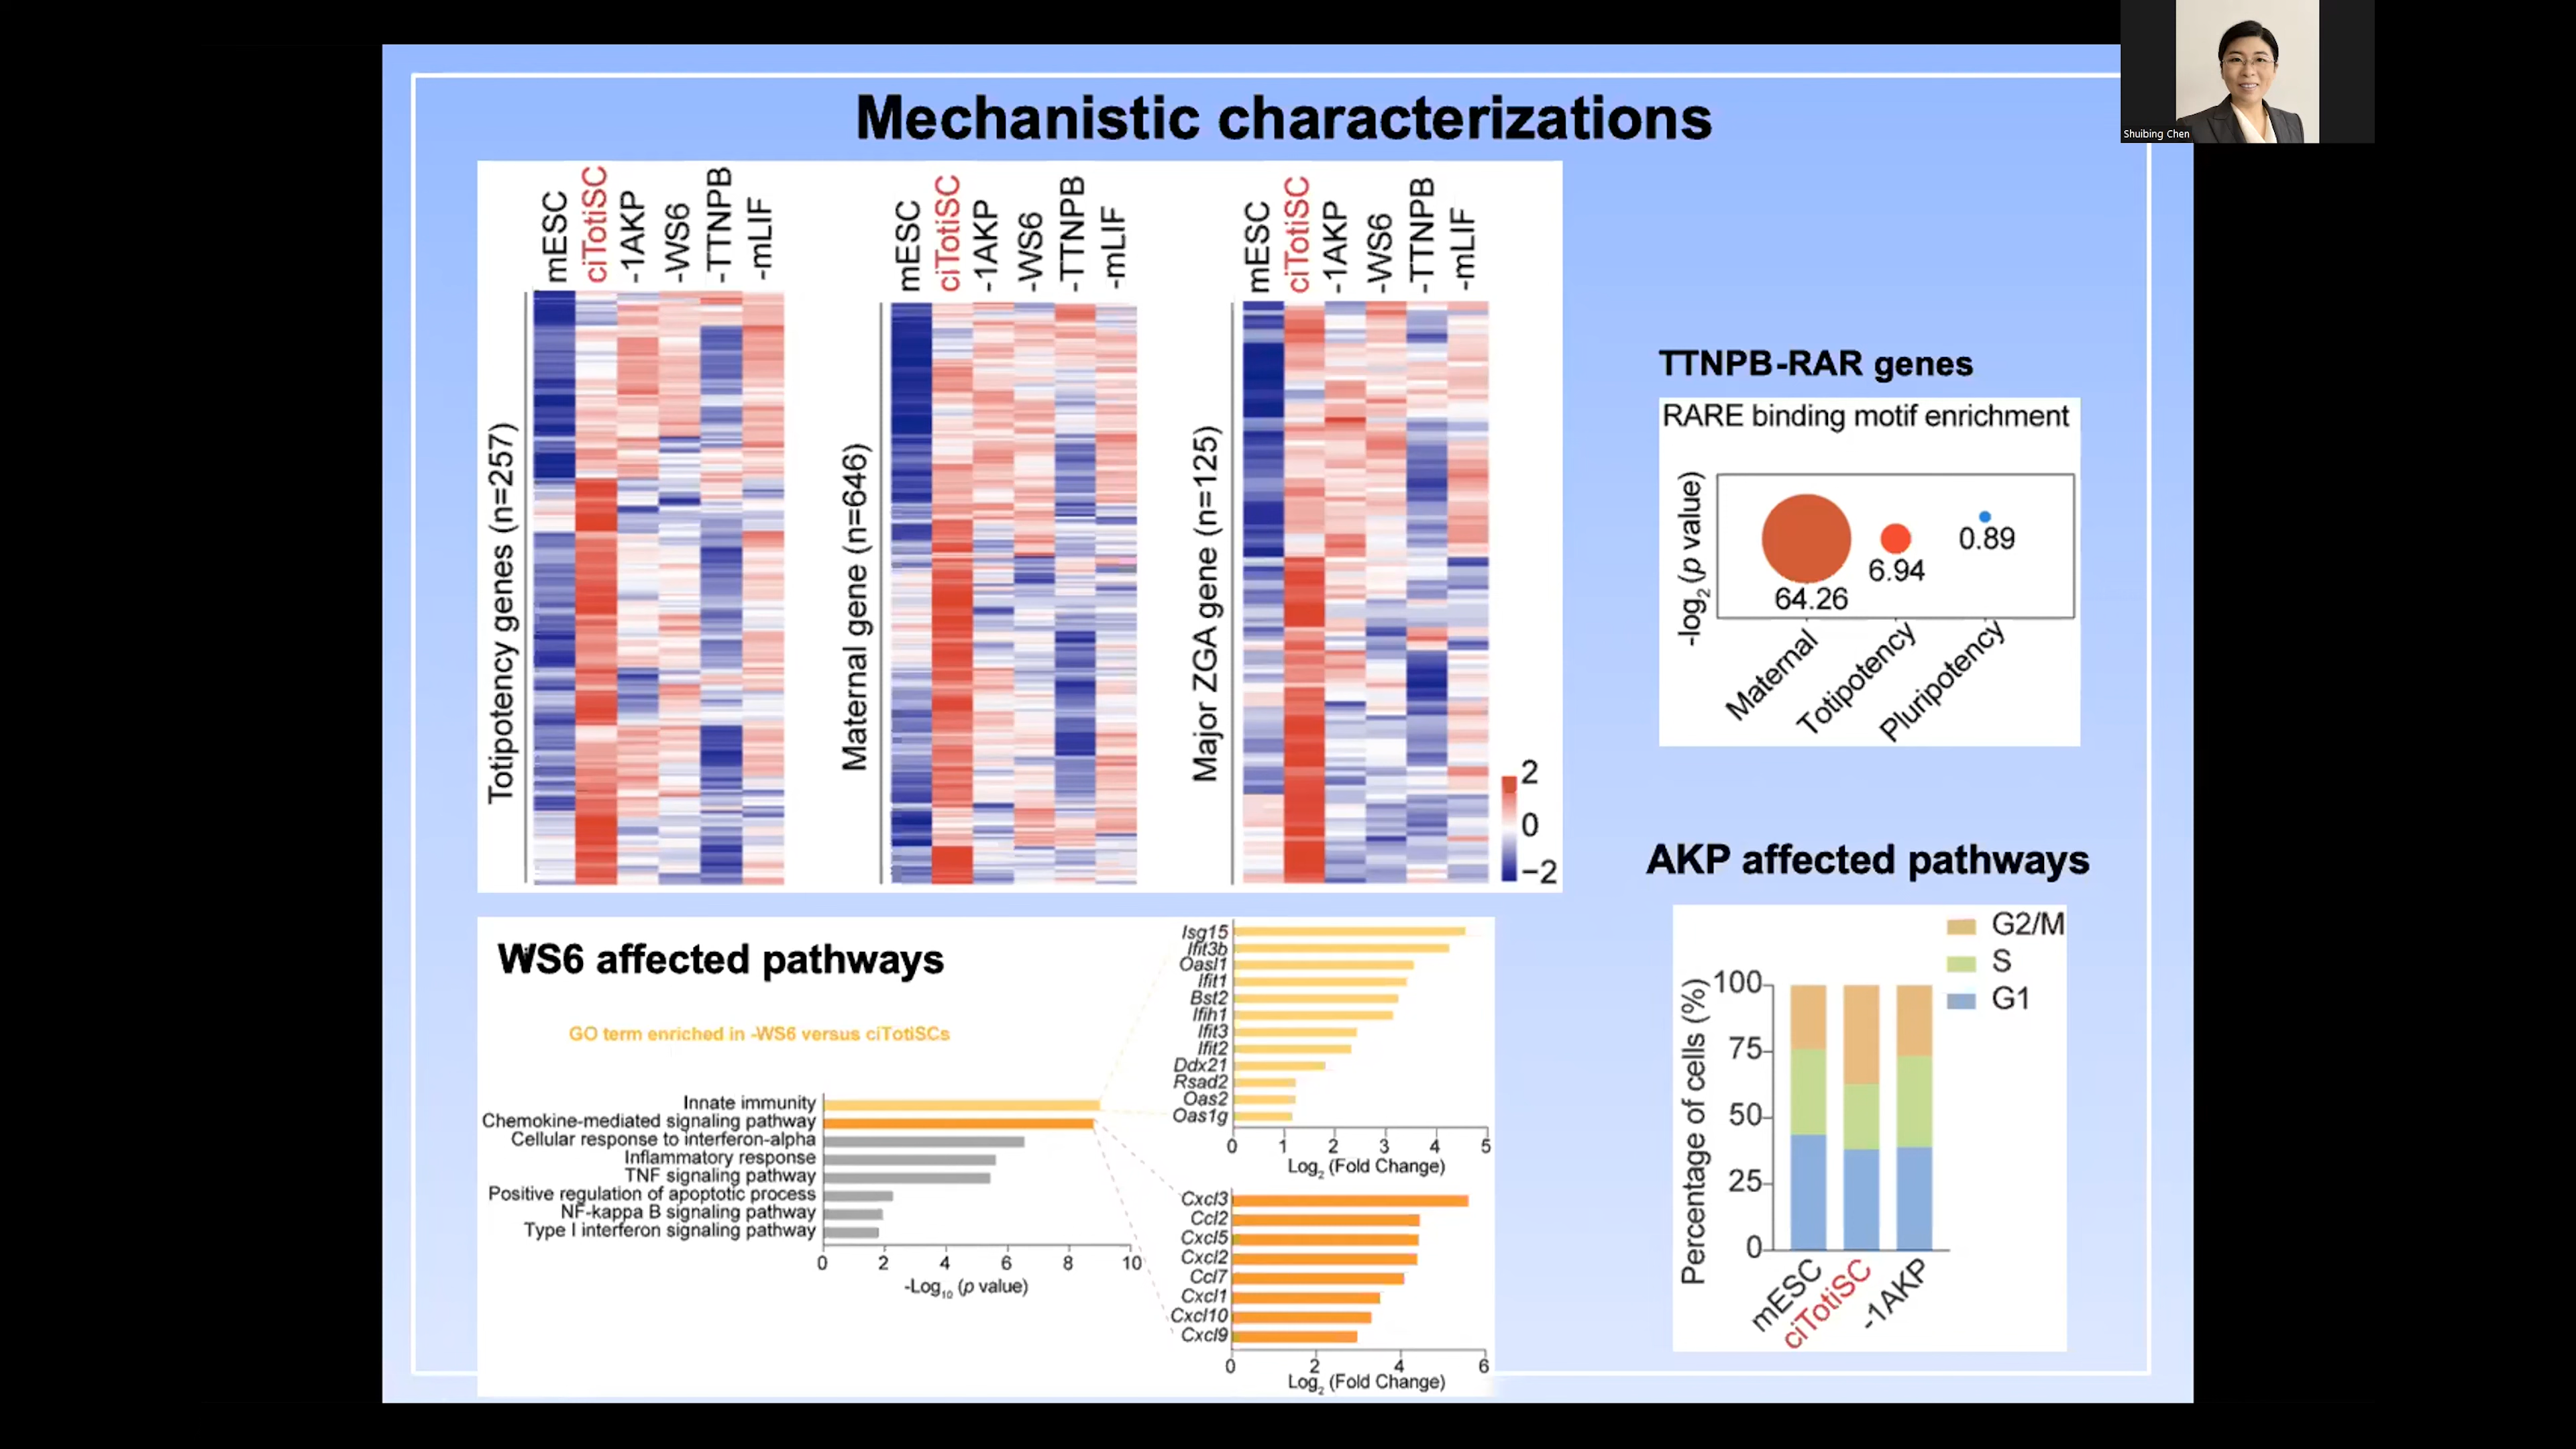 Shuibing Chen
Mechanistic characterizations
mESC
ciTotiSC
-1AKP
-WS6
-TTNPB
-mLIF
Totipotency genes (n=257)
mESC
ciTotiSC
-1AKP
-WS6
-TTNPB
-mLIF
Maternal gene (n=646)
mESC
ciTotiSC
-1AKP
-WS6
-TTNPB
-mLIF
Major ZGA gene (n=125)
2
0
−2
TTNPB-RAR genes
RARE binding motif enrichment
-log2 (p value)
64.26
6.94
0.89
Maternal
Totipotency
Pluripotency
AKP affected pathways
G2/M
S
G1
Percentage of cells (%)
100
75
50
25
0
mESC
ciTotiSC
-1AKP
WS6 affected pathways
GO term enriched in -WS6 versus ciTotiSCs
Innate immunity
Chemokine-mediated signaling pathway
Cellular response to interferon-alpha
Inflammatory response
TNF signaling pathway
Positive regulation of apoptotic process
NF-kappa B signaling pathway
Type I interferon signaling pathway
0 2 4 6 8 10
-Log10 (p value)
Isg15
Ifit3b
Oasl1
Ifit1
Bst2
Ifih1
Ifit3
Ifit2
Ddx21
Rsad2
Oas2
Oas1g
0 1 2 3 4 5
Log2 (Fold Change)
Cxcl3
Ccl2
Cxcl5
Cxcl2
Ccl7
Cxcl1
Cxcl10
Cxcl9
0 2 4 6
Log2 (Fold Change)